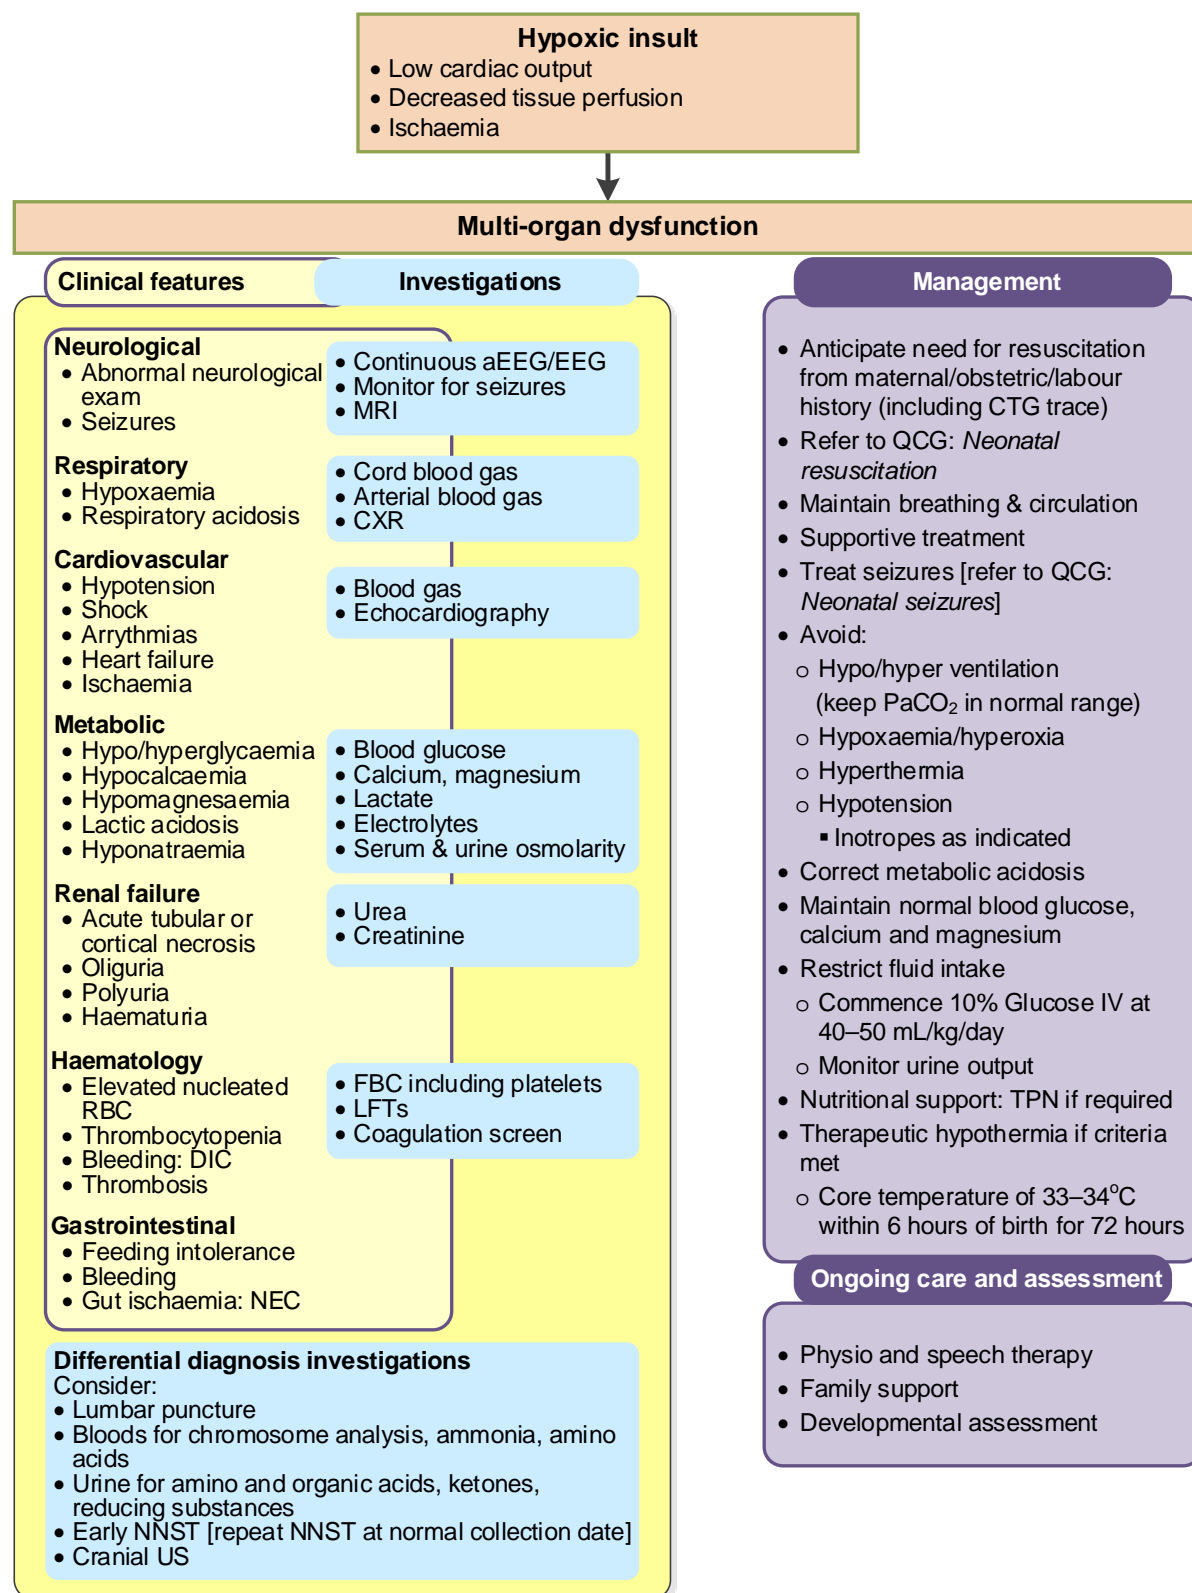 Hypoxic insult
• Low cardiac output
• Decreased tissue perfusion
• Ischaemia
Multi-organ dysfunction
Clinical features
Investigations
Neurological
• Abnormal neurological
exam
• Seizures
• Continuous aEEG/EEG
• Monitor for seizures
• MRI
Respiratory
• Hypoxaemia
• Respiratory acidosis
• Cord blood gas
• Arterial blood gas
• CXR
Cardiovascular
• Hypotension
• Shock
• Arrythmias
• Heart failure
• Ischaemia
• Blood gas
• Echocardiography
Metabolic
• Hypo/hyperglycaemia
• Hypocalcaemia
• Hypomagnesaemia
• Lactic acidosis
• Hyponatraemia
• Blood glucose
• Calcium, magnesium
• Lactate
• Electrolytes
• Serum & urine osmolarity
Renal failure
• Acute tubular or
cortical necrosis
• Oliguria
• Polyuria
• Haematuria
• Urea
• Creatinine
Haematology
• Elevated nucleated
RBC
• Thrombocytopenia
• Bleeding: DIC
• Thrombosis
• FBC including platelets
• LFTs
• Coagulation screen
Gastrointestinal
• Feeding intolerance
• Bleeding
• Gut ischaemia: NEC
Differential diagnosis investigations
Consider:
• Lumbar puncture
• Bloods for chromosome analysis, ammonia, amino
acids
• Urine for amino and organic acids, ketones,
reducing substances
• Early NNST [repeat NNST at normal collection date]
• Cranial US
Management
• Anticipate need for resuscitation
from maternal/obstetric/labour
history (including CTG trace)
• Refer to QCG: Neonatal
resuscitation
• Maintain breathing & circulation
• Supportive treatment
• Treat seizures [refer to QCG:
Neonatal seizures]
• Avoid:
o Hypo/hyper ventilation
(keep PaCO₂ in normal range)
o Hypoxaemia/hyperoxia
o Hyperthermia
o Hypotension
▪ Inotropes as indicated
• Correct metabolic acidosis
• Maintain normal blood glucose,
calcium and magnesium
• Restrict fluid intake
o Commence 10% Glucose IV at
40–50 mL/kg/day
o Monitor urine output
• Nutritional support: TPN if required
• Therapeutic hypothermia if criteria
met
o Core temperature of 33–34°C
within 6 hours of birth for 72 hours
Ongoing care and assessment
• Physio and speech therapy
• Family support
• Developmental assessment